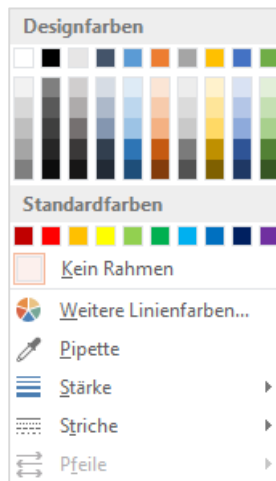 Designfarben
Standardfarben
Kein Rahmen
Weitere Linienfarben...
Pipette
Stärke
Striche
Pfeile